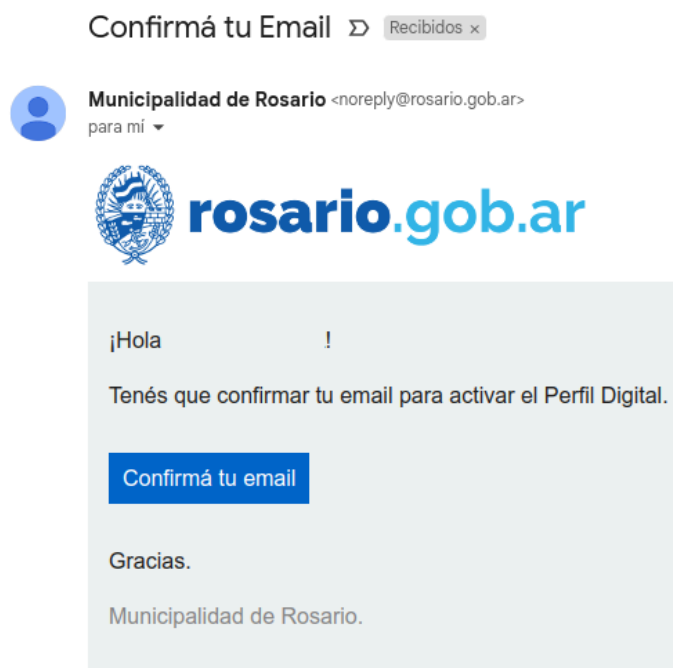 Confirmá tu Email Recibidos ×
Municipalidad de Rosario <noreply@rosario.gob.ar>
para mí
rosario.gob.ar
¡Hola !
Tenés que confirmar tu email para activar el Perfil Digital.
Confirmá tu email
Gracias.
Municipalidad de Rosario.